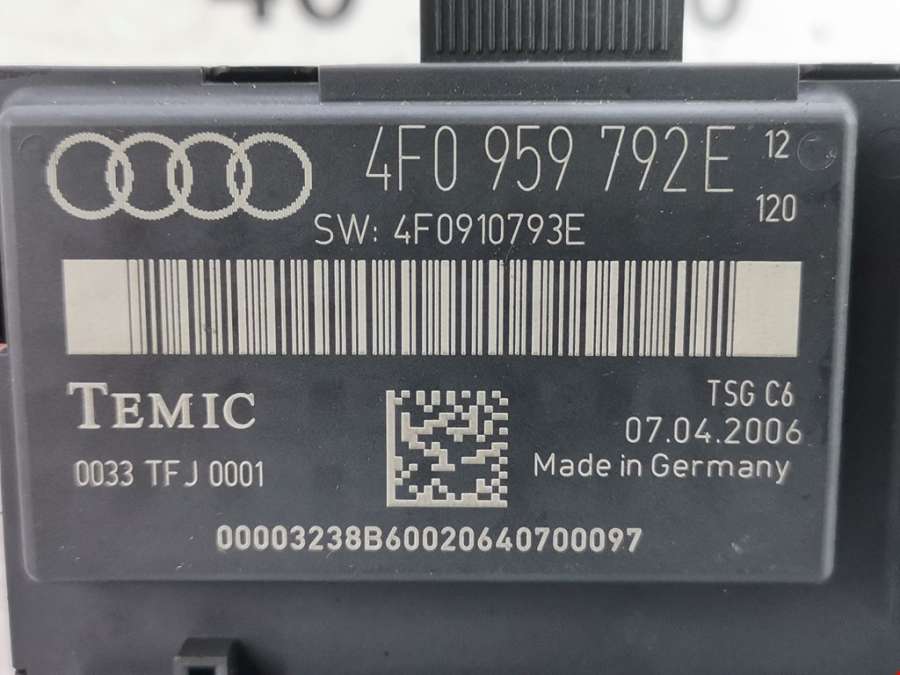 4F0 959 792E 12
120
SW: 4F0910793E
TEMIC
TSG C6
07.04.2006
0033 TFJ 0001
Made in Germany
00003238B60020640700097